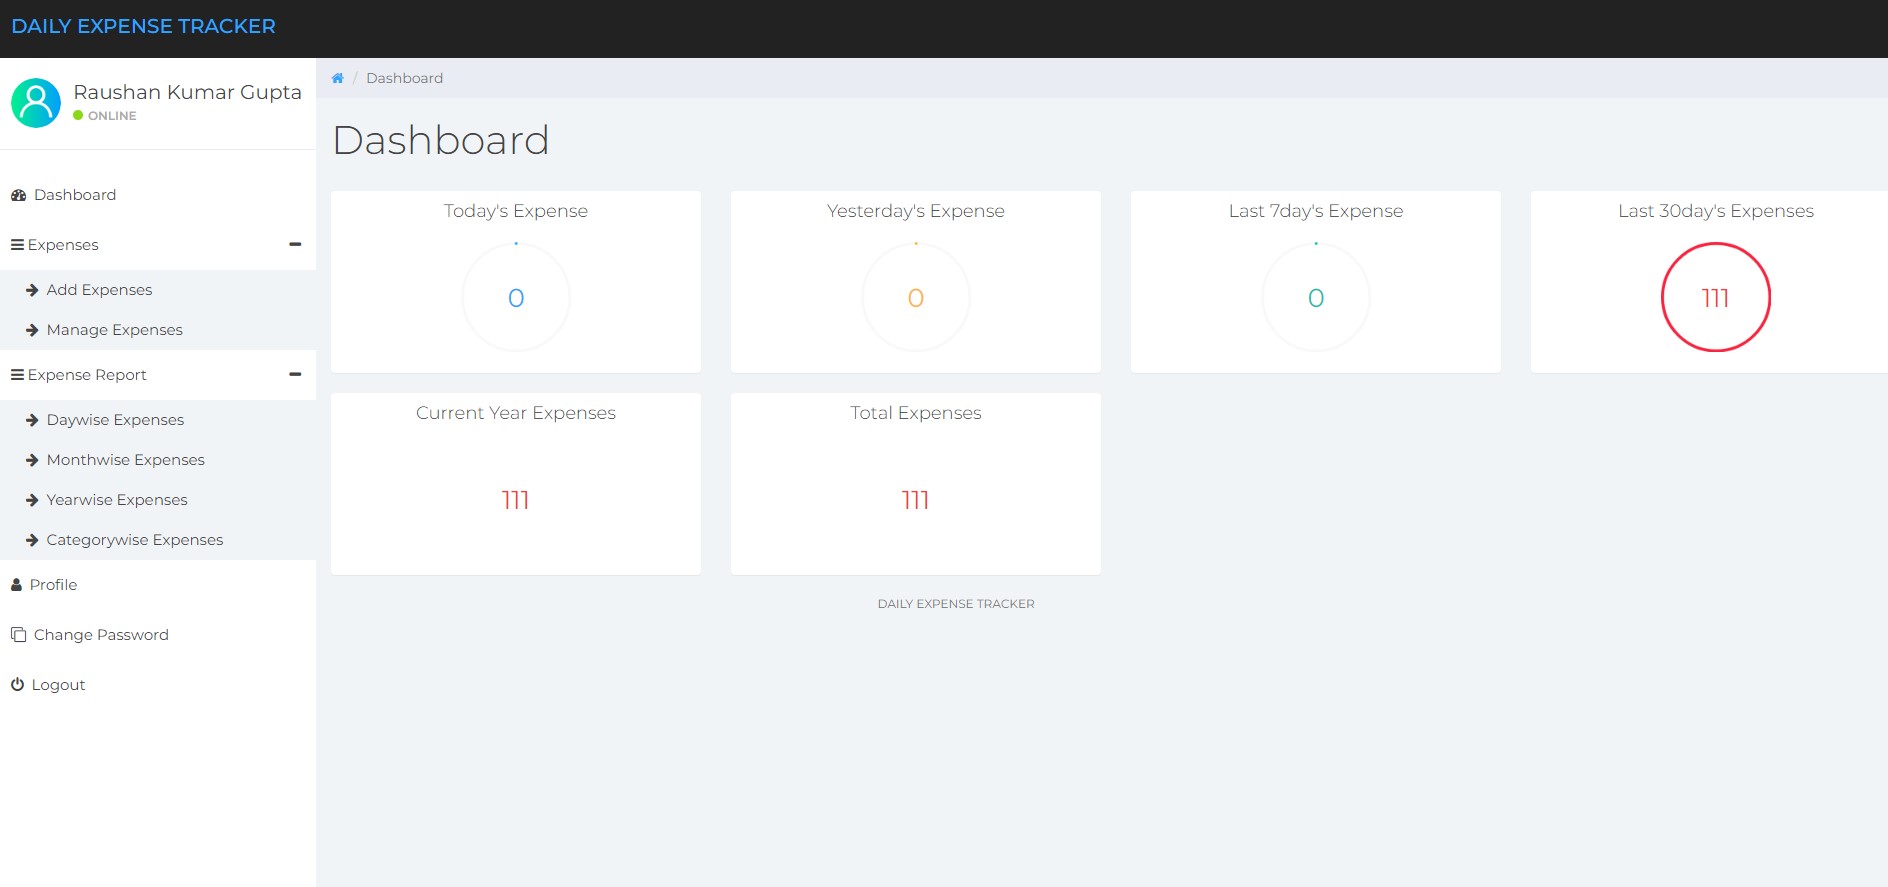 DAILY EXPENSE TRACKER
Raushan Kumar Gupta
ONLINE
Dashboard
Expenses
Add Expenses
Manage Expenses
Expense Report
Daywise Expenses
Monthwise Expenses
Yearwise Expenses
Categorywise Expenses
Profile
Change Password
Logout
/ Dashboard
Dashboard
Today's Expense
0
Yesterday's Expense
0
Last 7day's Expense
0
Last 30day's Expenses
111
Current Year Expenses
111
Total Expenses
111
DAILY EXPENSE TRACKER